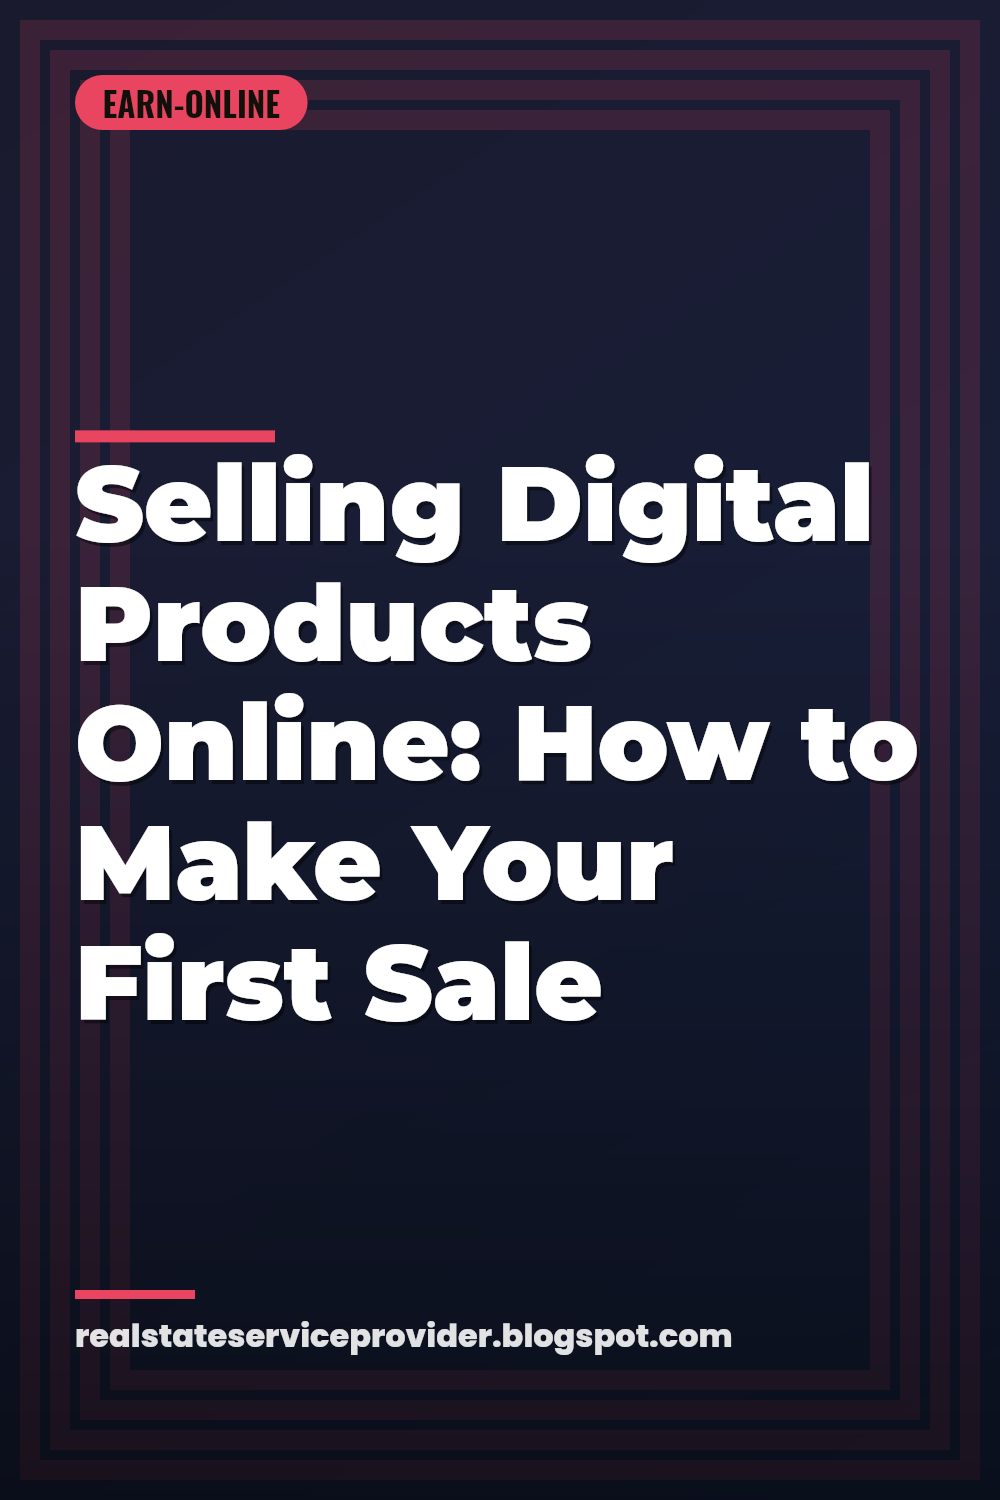 EARN-ONLINE
Selling Digital
Products
Online: How to
Make Your
First Sale
realstateserviceprovider.blogspot.com